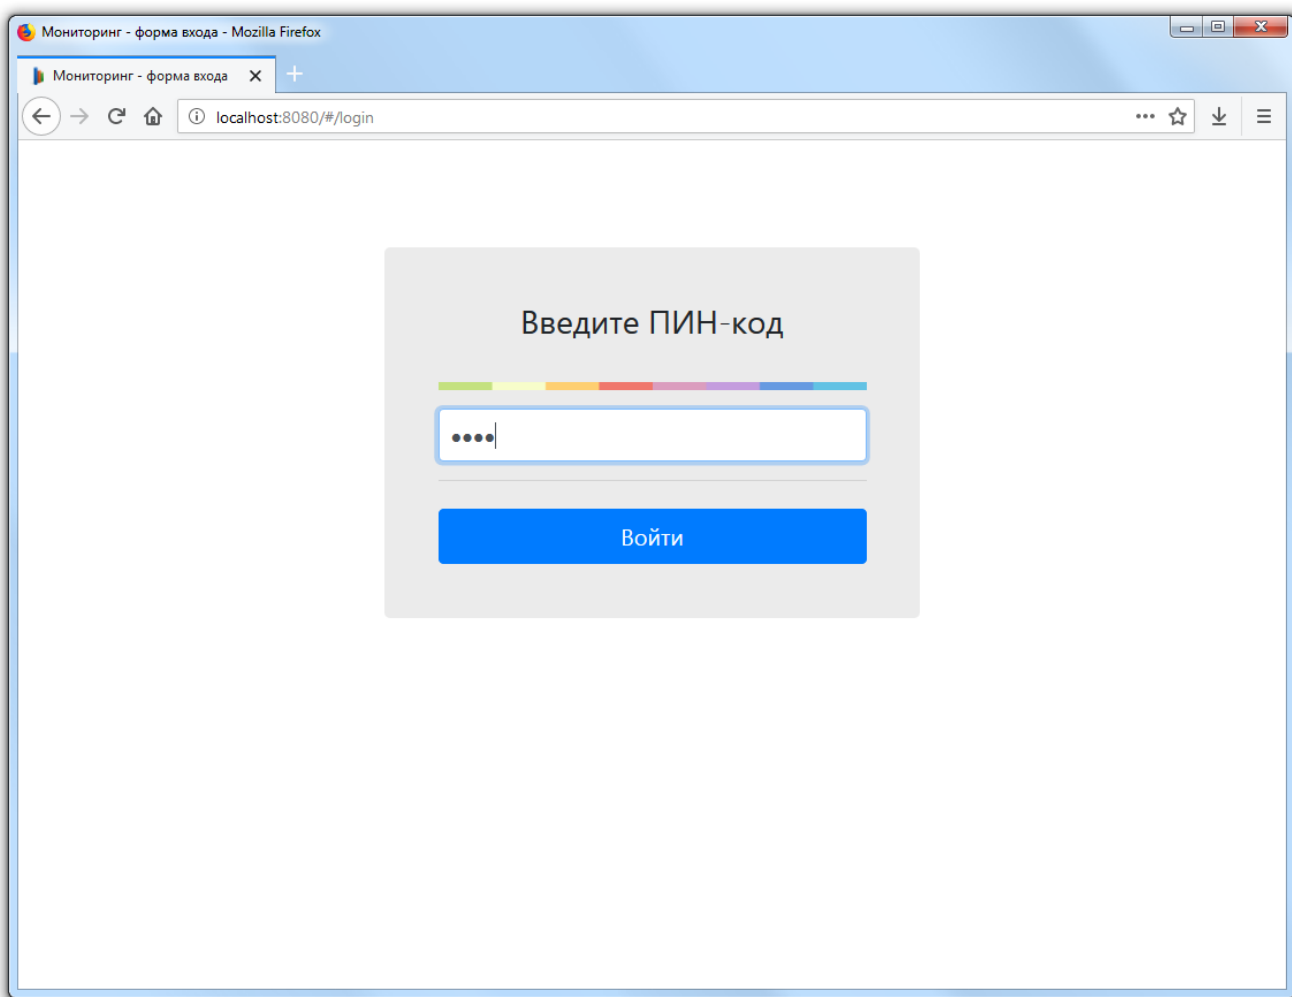 Мониторинг - форма входа - Mozilla Firefox
Мониторинг - форма входа
localhost:8080/#/login
Введите ПИН-код
••••
Войти